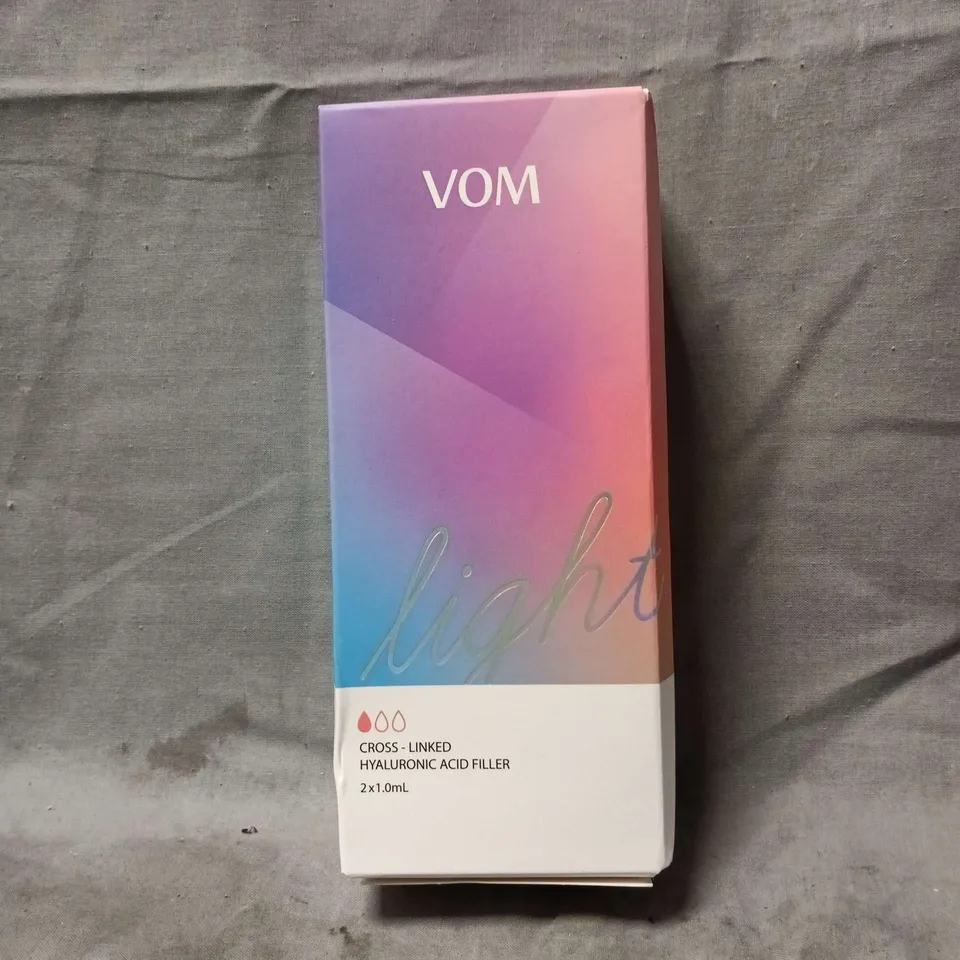 VOM
light
CROSS - LINKED
HYALURONIC ACID FILLER
2x1.0mL